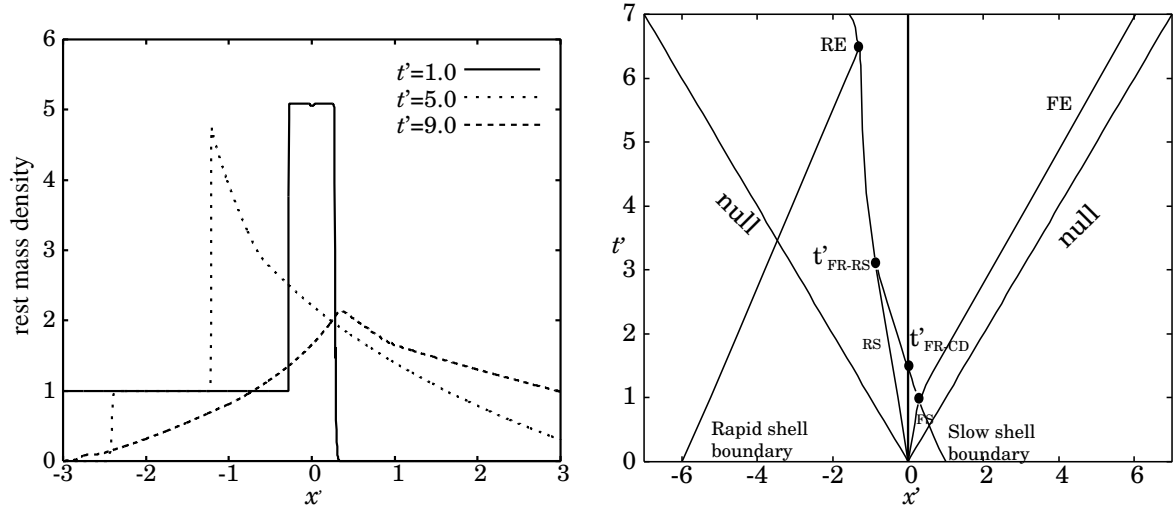 6
5
4
3
2
1
0
-3
-2
-1
0
1
2
3
rest mass density
x'
t'=1.0
t'=5.0
t'=9.0
7
6
5
4
3
2
1
0
-6
-4
-2
0
2
4
6
t'
x'
RE
FE
null
null
t'FR-RS
RS
t'FR-CD
FS
Rapid shell
boundary
Slow shell
boundary